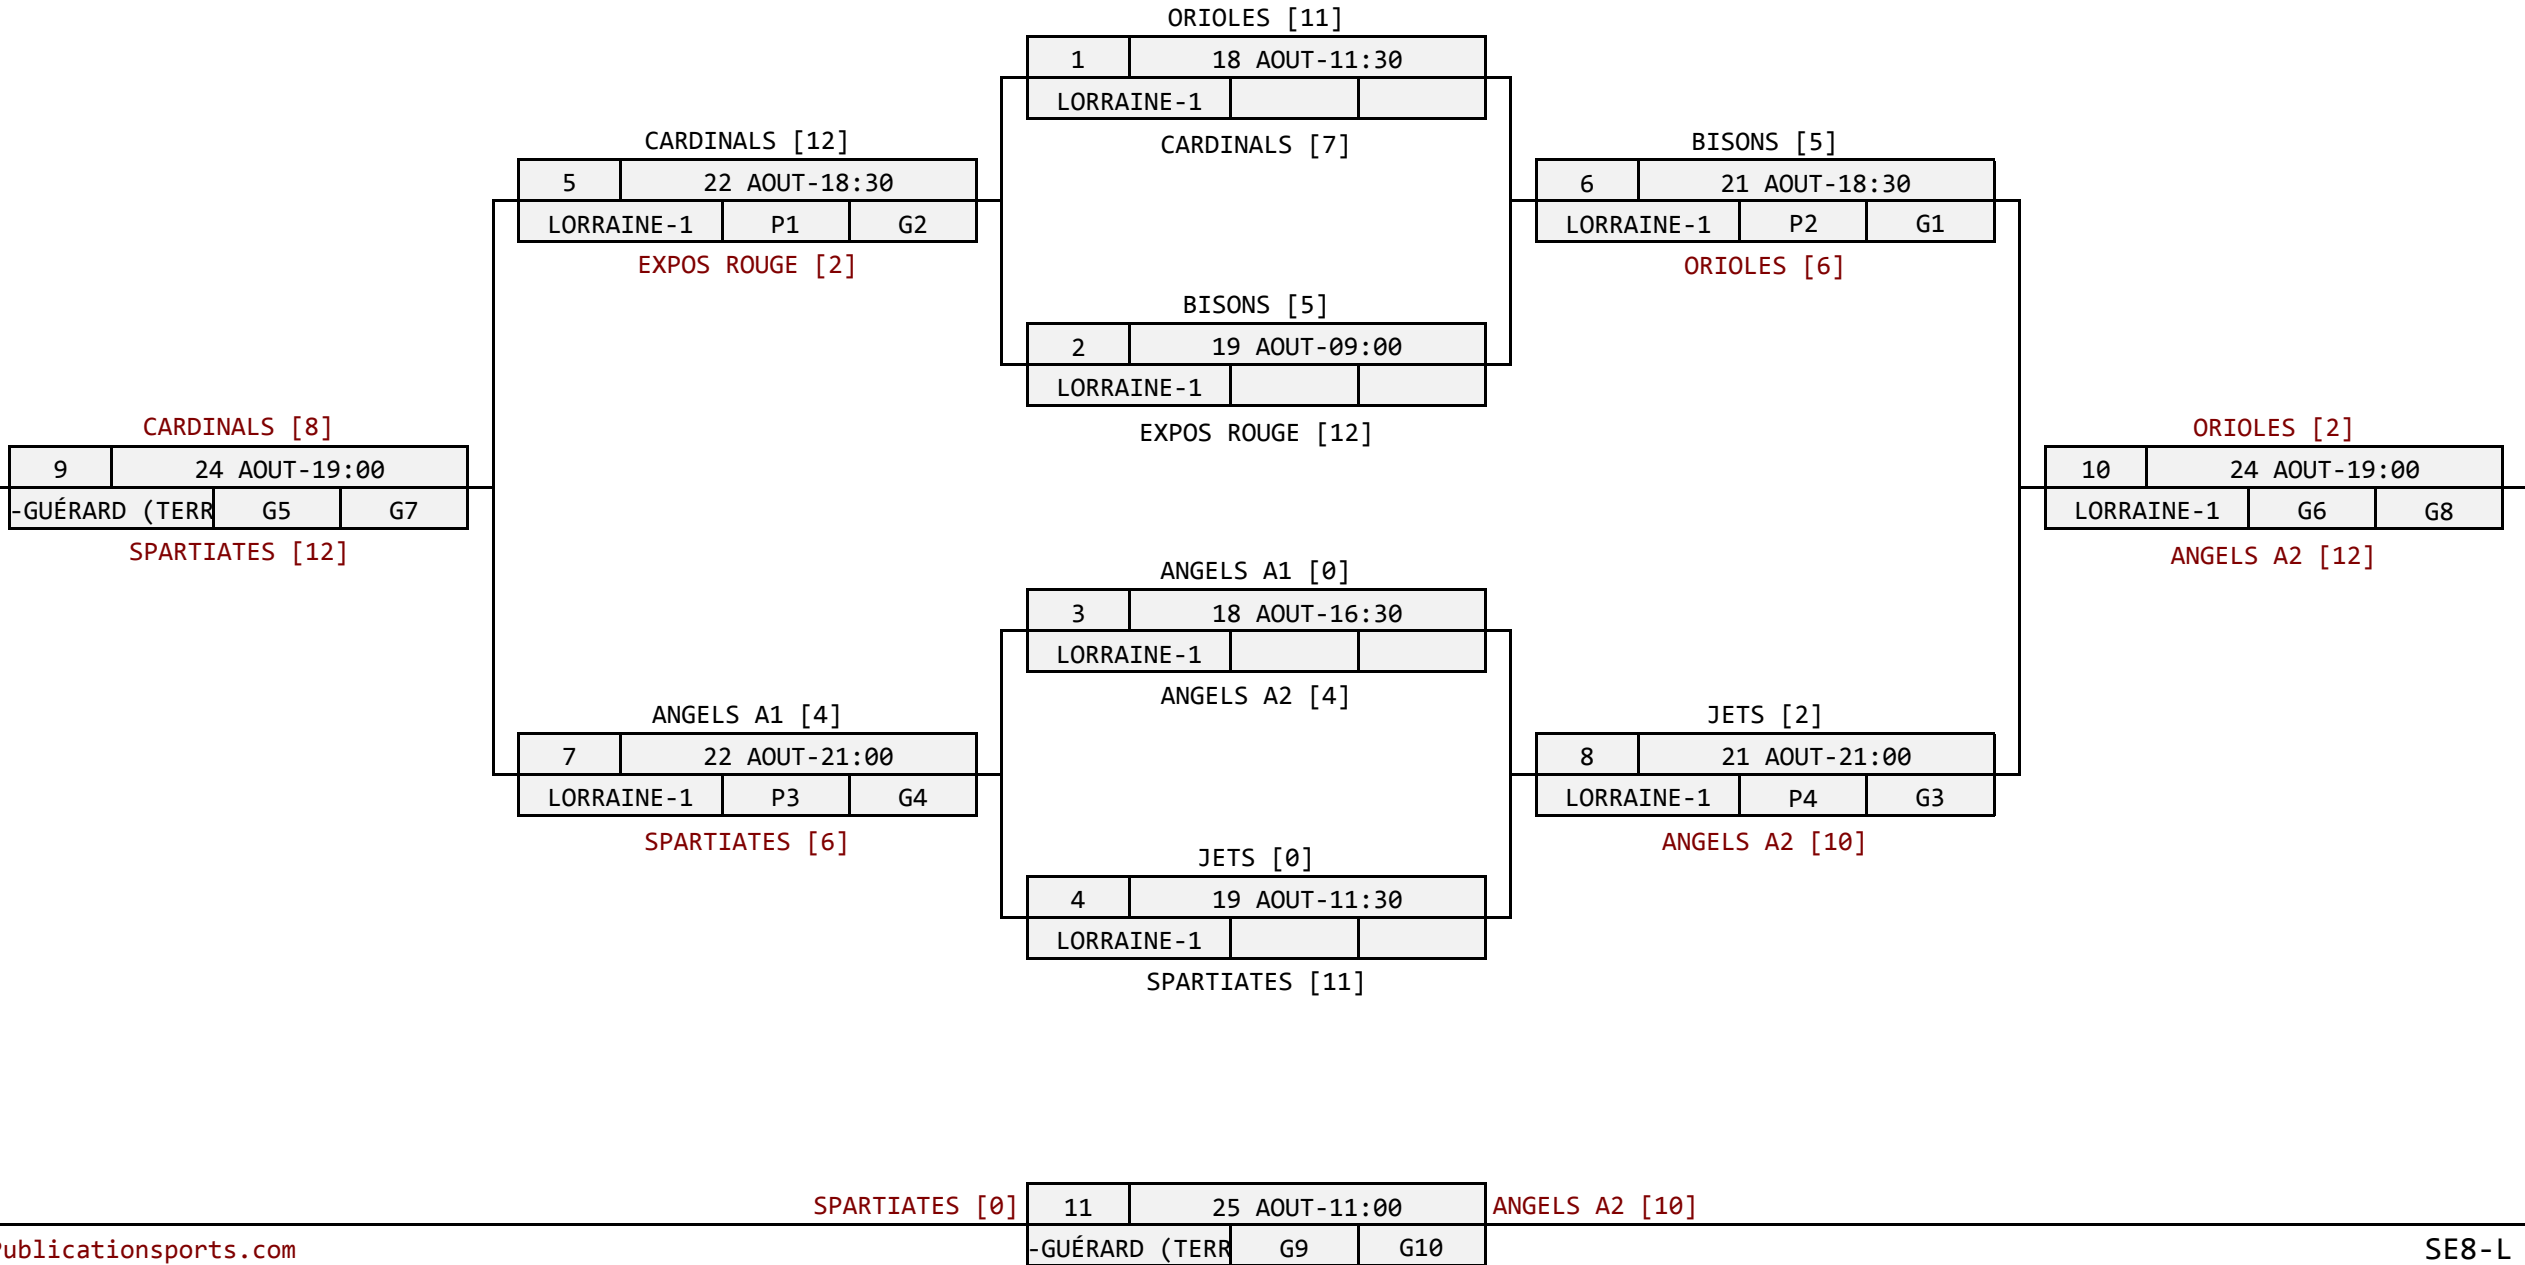 ORIOLES [11]
1 18 AOUT-11:30
LORRAINE-1
CARDINALS [7]
CARDINALS [12]
5 22 AOUT-18:30
LORRAINE-1 P1 G2
EXPOS ROUGE [2]
BISONS [5]
6 21 AOUT-18:30
LORRAINE-1 P2 G1
ORIOLES [6]
BISONS [5]
2 19 AOUT-09:00
LORRAINE-1
EXPOS ROUGE [12]
CARDINALS [8]
9 24 AOUT-19:00
-GUÉRARD (TERR G5 G7
SPARTIATES [12]
ORIOLES [2]
10 24 AOUT-19:00
LORRAINE-1 G6 G8
ANGELS A2 [12]
ANGELS A1 [0]
3 18 AOUT-16:30
LORRAINE-1
ANGELS A2 [4]
ANGELS A1 [4]
7 22 AOUT-21:00
LORRAINE-1 P3 G4
SPARTIATES [6]
JETS [2]
8 21 AOUT-21:00
LORRAINE-1 P4 G3
ANGELS A2 [10]
JETS [0]
4 19 AOUT-11:30
LORRAINE-1
SPARTIATES [11]
SPARTIATES [0] 11 25 AOUT-11:00 ANGELS A2 [10]
Publicationsports.com -GUÉRARD (TERR G9 G10 SE8-L